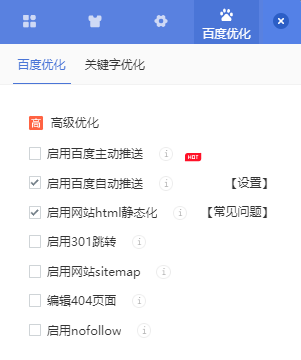 百度优化
百度优化 关键字优化
高 高级优化
启用百度主动推送 HOT
启用百度自动推送 【设置】
启用网站html静态化 【常见问题】
启用301跳转
启用网站sitemap
编辑404页面
启用nofollow